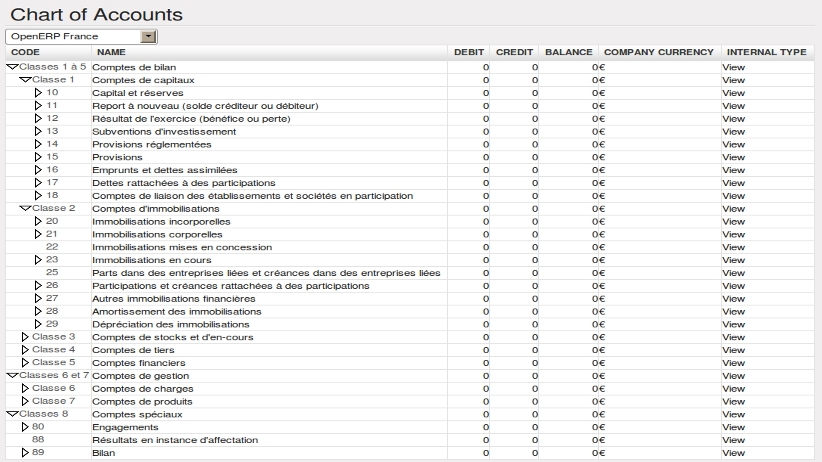 Chart of Accounts
OpenERP France
CODE NAME DEBIT CREDIT BALANCE COMPANY CURRENCY INTERNAL TYPE
Classes 1 à 5 Comptes de bilan 0 0 0 € View
Classe 1 Comptes de capitaux 0 0 0 € View
10 Capital et réserves 0 0 0 € View
11 Report à nouveau (solde créditeur ou débiteur) 0 0 0 € View
12 Résultat de l'exercice (bénéfice ou perte) 0 0 0 € View
13 Subventions d'investissement 0 0 0 € View
14 Provisions réglementées 0 0 0 € View
15 Provisions 0 0 0 € View
16 Emprunts et dettes assimilées 0 0 0 € View
17 Dettes rattachées à des participations 0 0 0 € View
18 Comptes de liaison des établissements et sociétés en participation 0 0 0 € View
Classe 2 Comptes d'immobilisations 0 0 0 € View
20 Immobilisations incorporelles 0 0 0 € View
21 Immobilisations corporelles 0 0 0 € View
22 Immobilisations mises en concession 0 0 0 € View
23 Immobilisations en cours 0 0 0 € View
25 Parts dans des entreprises liées et créances dans des entreprises liées 0 0 0 € View
26 Participations et créances rattachées à des participations 0 0 0 € View
27 Autres immobilisations financières 0 0 0 € View
28 Amortissement des immobilisations 0 0 0 € View
29 Dépréciation des immobilisations 0 0 0 € View
Classe 3 Comptes de stocks et d'en-cours 0 0 0 € View
Classe 4 Comptes de tiers 0 0 0 € View
Classe 5 Comptes financiers 0 0 0 € View
Classes 6 et 7 Comptes de gestion 0 0 0 € View
Classe 6 Comptes de charges 0 0 0 € View
Classe 7 Comptes de produits 0 0 0 € View
Classes 8 Comptes spéciaux 0 0 0 € View
80 Engagements 0 0 0 € View
88 Résultats en instance d'affectation 0 0 0 € View
89 Bilan 0 0 0 € View